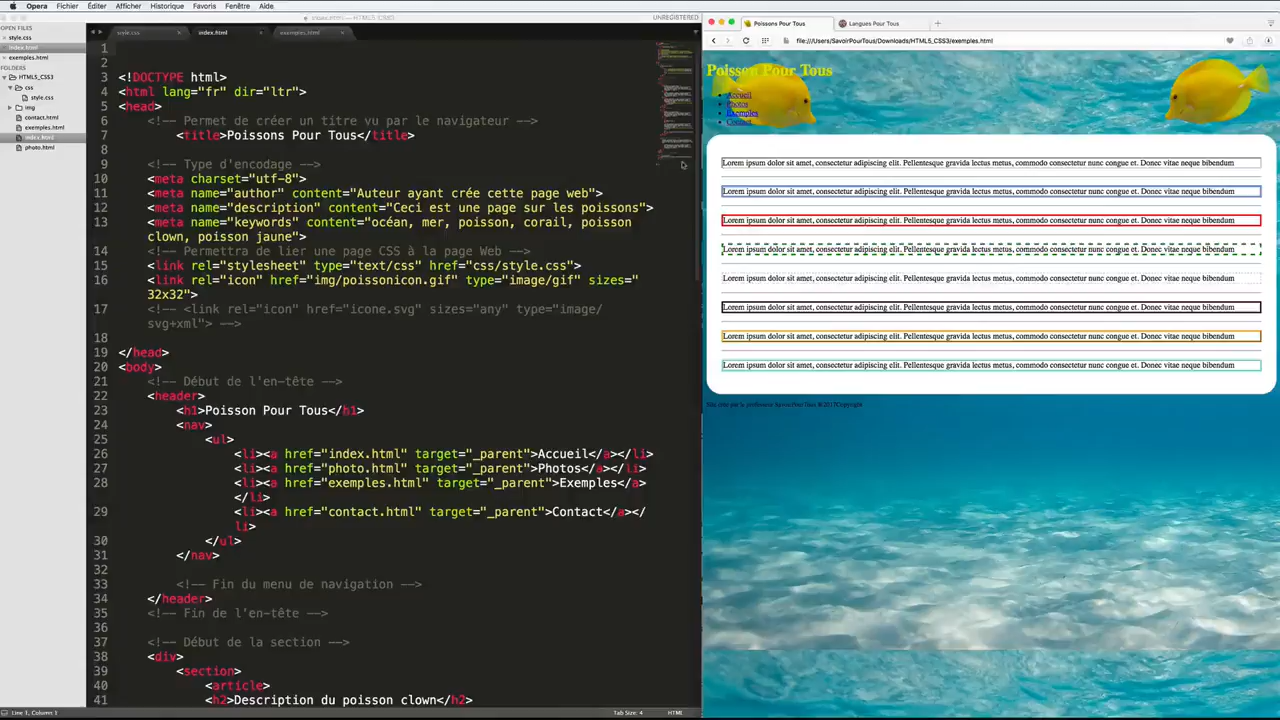 Opera Fichier Éditer Afficher Historique Favoris Fenêtre Aide
index.html — HTML5_CSS3
UNREGISTERED
OPEN FILES
style.css
index.html
exemples.html
FOLDERS
HTML5_CSS3
css
style.css
img
contact.html
exemples.html
index.html
photo.html
style.css × index.html × exemples.html ×
1
2
3 <!DOCTYPE html>
4 <html lang="fr" dir="ltr">
5 <head>
6 <!-- Permet de créer un titre vu par le navigateur -->
7 <title>Poissons Pour Tous</title>
8
9 <!-- Type d'encodage -->
10 <meta charset="utf-8">
11 <meta name="author" content="Auteur ayant crée cette page web">
12 <meta name="description" content="Ceci est une page sur les poissons">
13 <meta name="keywords" content="océan, mer, poisson, corail, poisson
clown, poisson jaune">
14 <!-- Permettra de lier une page CSS à la page Web -->
15 <link rel="stylesheet" type="text/css" href="css/style.css">
16 <link rel="icon" href="img/poissonicon.gif" type="image/gif" sizes="
32x32">
17 <!-- <link rel="icon" href="icone.svg" sizes="any" type="image/
svg+xml"> -->
18
19 </head>
20 <body>
21 <!-- Début de l'en-tête -->
22 <header>
23 <h1>Poisson Pour Tous</h1>
24 <nav>
25 <ul>
26 <li><a href="index.html" target="_parent">Accueil</a></li>
27 <li><a href="photo.html" target="_parent">Photos</a></li>
28 <li><a href="exemples.html" target="_parent">Exemples</a>
</li>
29 <li><a href="contact.html" target="_parent">Contact</a></
li>
30 </ul>
31 </nav>
32
33 <!-- Fin du menu de navigation -->
34 </header>
35 <!-- Fin de l'en-tête -->
36
37 <!-- Début de la section -->
38 <div>
39 <section>
40 <article>
41 <h2>Description du poisson clown</h2>
Line 3, Column 1
Tab Size: 4
HTML
Poissons Pour Tous × Langues Pour Tous +
file:///Users/SavoirPourTous/Downloads/HTML5_CSS3/exemples.html
Poisson Pour Tous
Accueil
Photos
Exemples
Contact
Lorem ipsum dolor sit amet, consectetur adipiscing elit. Pellentesque gravida lectus metus, commodo consectetur nunc congue et. Donec vitae neque bibendum
Lorem ipsum dolor sit amet, consectetur adipiscing elit. Pellentesque gravida lectus metus, commodo consectetur nunc congue et. Donec vitae neque bibendum
Lorem ipsum dolor sit amet, consectetur adipiscing elit. Pellentesque gravida lectus metus, commodo consectetur nunc congue et. Donec vitae neque bibendum
Lorem ipsum dolor sit amet, consectetur adipiscing elit. Pellentesque gravida lectus metus, commodo consectetur nunc congue et. Donec vitae neque bibendum
Lorem ipsum dolor sit amet, consectetur adipiscing elit. Pellentesque gravida lectus metus, commodo consectetur nunc congue et. Donec vitae neque bibendum
Lorem ipsum dolor sit amet, consectetur adipiscing elit. Pellentesque gravida lectus metus, commodo consectetur nunc congue et. Donec vitae neque bibendum
Lorem ipsum dolor sit amet, consectetur adipiscing elit. Pellentesque gravida lectus metus, commodo consectetur nunc congue et. Donec vitae neque bibendum
Lorem ipsum dolor sit amet, consectetur adipiscing elit. Pellentesque gravida lectus metus, commodo consectetur nunc congue et. Donec vitae neque bibendum